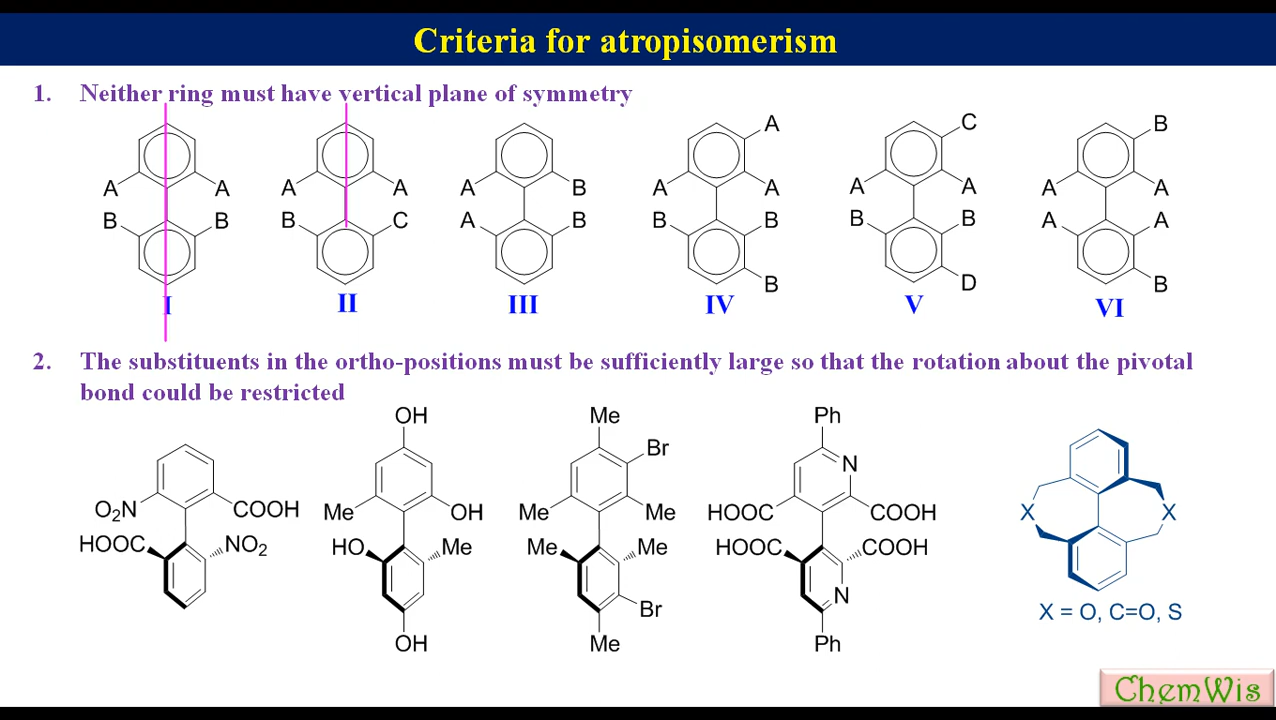 Criteria for atropisomerism
1. Neither ring must have vertical plane of symmetry
A C B
A A A A A B A A A A A A
B B B C A B B B B B A A
B D B
I II III IV V VI
2. The substituents in the ortho-positions must be sufficiently large so that the rotation about the pivotal
bond could be restricted
OH Me Ph
Br N
O2N COOH Me OH Me Me HOOC COOH X X
HOOC NO2 HO Me Me Me HOOC COOH
Br N
OH Me Ph
X = O, C=O, S
ChemWis